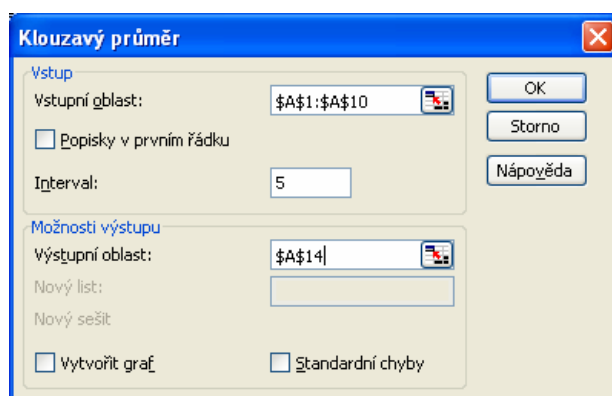 Klouzavý průměr
Vstup
Vstupní oblast: $A$1:$A$10
Popisky v prvním řádku
Interval: 5
OK
Storno
Nápověda
Možnosti výstupu
Výstupní oblast: $A$14
Nový list:
Nový sešit
Vytvořit graf Standardní chyby